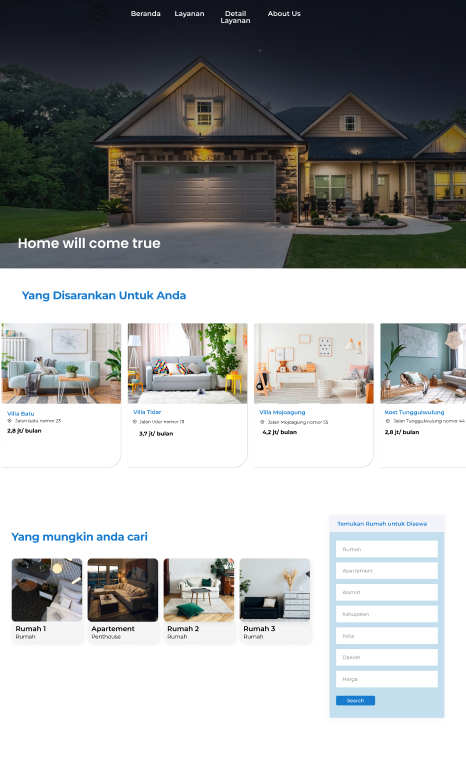 Beranda
Layanan
Detail
Layanan
About Us
Home will come true
Yang Disarankan Untuk Anda
Villa Batu
Jalan batu nomor 23
2,8 jt/ bulan
Villa Tidar
Jalan tidar nomor 11
3,7 jt/ bulan
Villa Mojoagung
Jalan Mojoagung nomor 55
4,2 jt/ bulan
Kost Tunggulwulung
Jalan Tunggulwulung nomor 44
2,8 jt/ bulan
Yang mungkin anda cari
Rumah 1
Rumah
Apartement
Penthouse
Rumah 2
Rumah
Rumah 3
Rumah
Temukan Rumah untuk Disewa
Rumah
Apartement
Alamat
Kabupaten
Kota
Daerah
Harga
Search